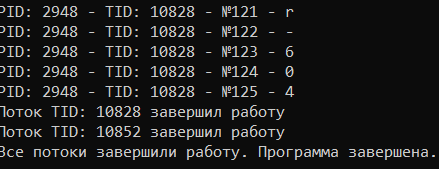 PID: 2948 - TID: 10828 - №121 - r
PID: 2948 - TID: 10828 - №122 - -
PID: 2948 - TID: 10828 - №123 - 6
PID: 2948 - TID: 10828 - №124 - 0
PID: 2948 - TID: 10828 - №125 - 4
Поток TID: 10828 завершил работу
Поток TID: 10852 завершил работу
Все потоки завершили работу. Программа завершена.